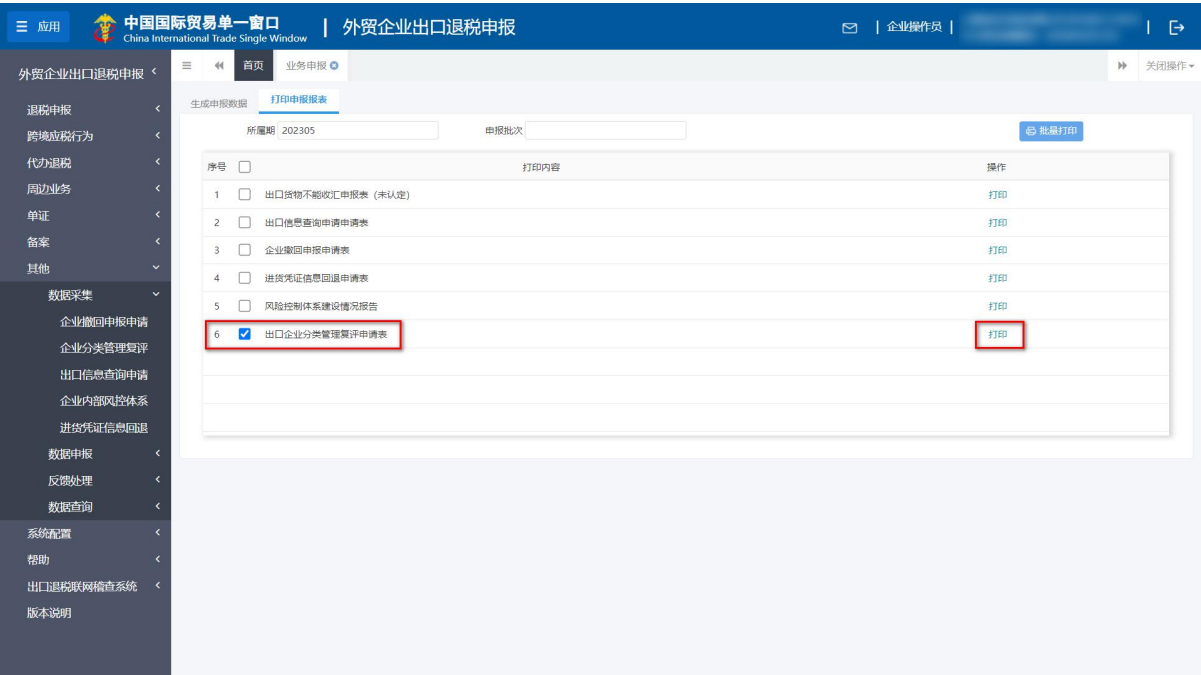 应用
中国国际贸易单一窗口
China International Trade Single Window
外贸企业出口退税申报
企业操作员
外贸企业出口退税申报
首页
业务申报
关闭操作
退税申报
跨境应税行为
代办退税
周边业务
单证
备案
其他
数据采集
企业撤回申报申请
企业分类管理复评
出口信息查询申请
企业内部风控体系
进货凭证信息回退
数据申报
反馈处理
数据查询
系统配置
帮助
出口退税联网稽查系统
版本说明
生成申报数据 打印申报报表
所属期 202305 申报批次 批量打印
序号 打印内容 操作
1 出口货物不能收汇申报表（未认定） 打印
2 出口信息查询申请申请表 打印
3 企业撤回申报申请表 打印
4 进货凭证信息回退申请表 打印
5 风险控制体系建设情况报告 打印
6 出口企业分类管理复评申请表 打印